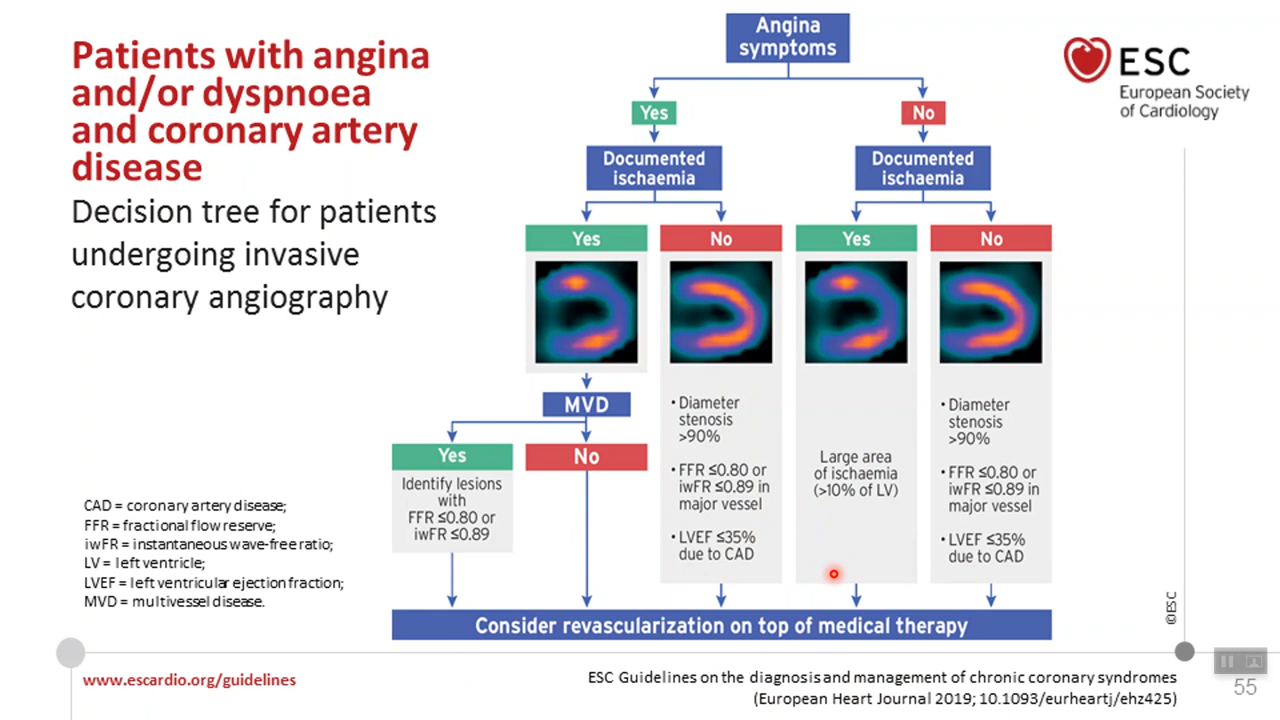 Patients with angina
and/or dyspnoea
and coronary artery
disease
Decision tree for patients
undergoing invasive
coronary angiography
CAD = coronary artery disease;
FFR = fractional flow reserve;
iwFR = instantaneous wave-free ratio;
LV = left ventricle;
LVEF = left ventricular ejection fraction;
MVD = multivessel disease.
Angina
symptoms
Yes
No
Documented
ischaemia
Documented
ischaemia
Yes
No
Yes
No
MVD
Yes
No
Identify lesions
with
FFR ≤0.80 or
iwFR ≤0.89
• Diameter
stenosis
>90%
• FFR ≤0.80 or
iwFR ≤0.89 in
major vessel
• LVEF ≤35%
due to CAD
Large area
of ischaemia
(>10% of LV)
• Diameter
stenosis
>90%
• FFR ≤0.80 or
iwFR ≤0.89 in
major vessel
• LVEF ≤35%
due to CAD
Consider revascularization on top of medical therapy
ESC
European Society
of Cardiology
©ESC
www.escardio.org/guidelines
ESC Guidelines on the diagnosis and management of chronic coronary syndromes
(European Heart Journal 2019; 10.1093/eurheartj/ehz425)
55